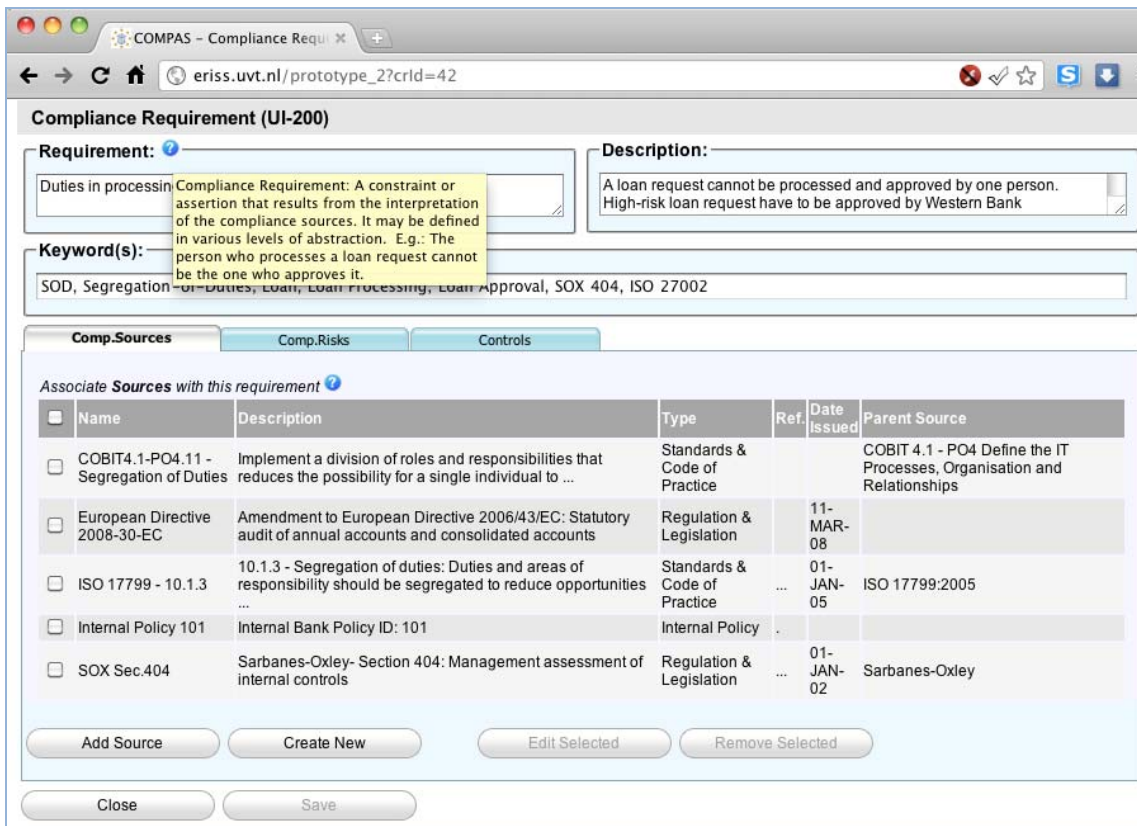 COMPAS - Compliance Requi
eriss.uvt.nl/prototype_2?crId=42
Compliance Requirement (UI-200)
Requirement:
Duties in processin
Compliance Requirement: A constraint or
assertion that results from the interpretation
of the compliance sources. It may be defined
in various levels of abstraction. E.g.: The
person who processes a loan request cannot
be the one who approves it.
Description:
A loan request cannot be processed and approved by one person.
High-risk loan request have to be approved by Western Bank
Keyword(s):
SOD, Segregation-of-Duties, Loan, Loan Processing, Loan Approval, SOX 404, ISO 27002
Comp.Sources
Comp.Risks
Controls
Associate Sources with this requirement
Name Description Type Ref. Date Issued Parent Source
COBIT4.1-PO4.11 -
Segregation of Duties
Implement a division of roles and responsibilities that
reduces the possibility for a single individual to ...
Standards &
Code of
Practice
COBIT 4.1 - PO4 Define the IT
Processes, Organisation and
Relationships
European Directive
2008-30-EC
Amendment to European Directive 2006/43/EC: Statutory
audit of annual accounts and consolidated accounts
Regulation &
Legislation
11-
MAR-
08
ISO 17799 - 10.1.3
10.1.3 - Segregation of duties: Duties and areas of
responsibility should be segregated to reduce opportunities
...
Standards &
Code of
Practice
...
01-
JAN-
05
ISO 17799:2005
Internal Policy 101
Internal Bank Policy ID: 101
Internal Policy
.
SOX Sec.404
Sarbanes-Oxley- Section 404: Management assessment of
internal controls
Regulation &
Legislation
...
01-
JAN-
02
Sarbanes-Oxley
Add Source
Create New
Edit Selected
Remove Selected
Close
Save